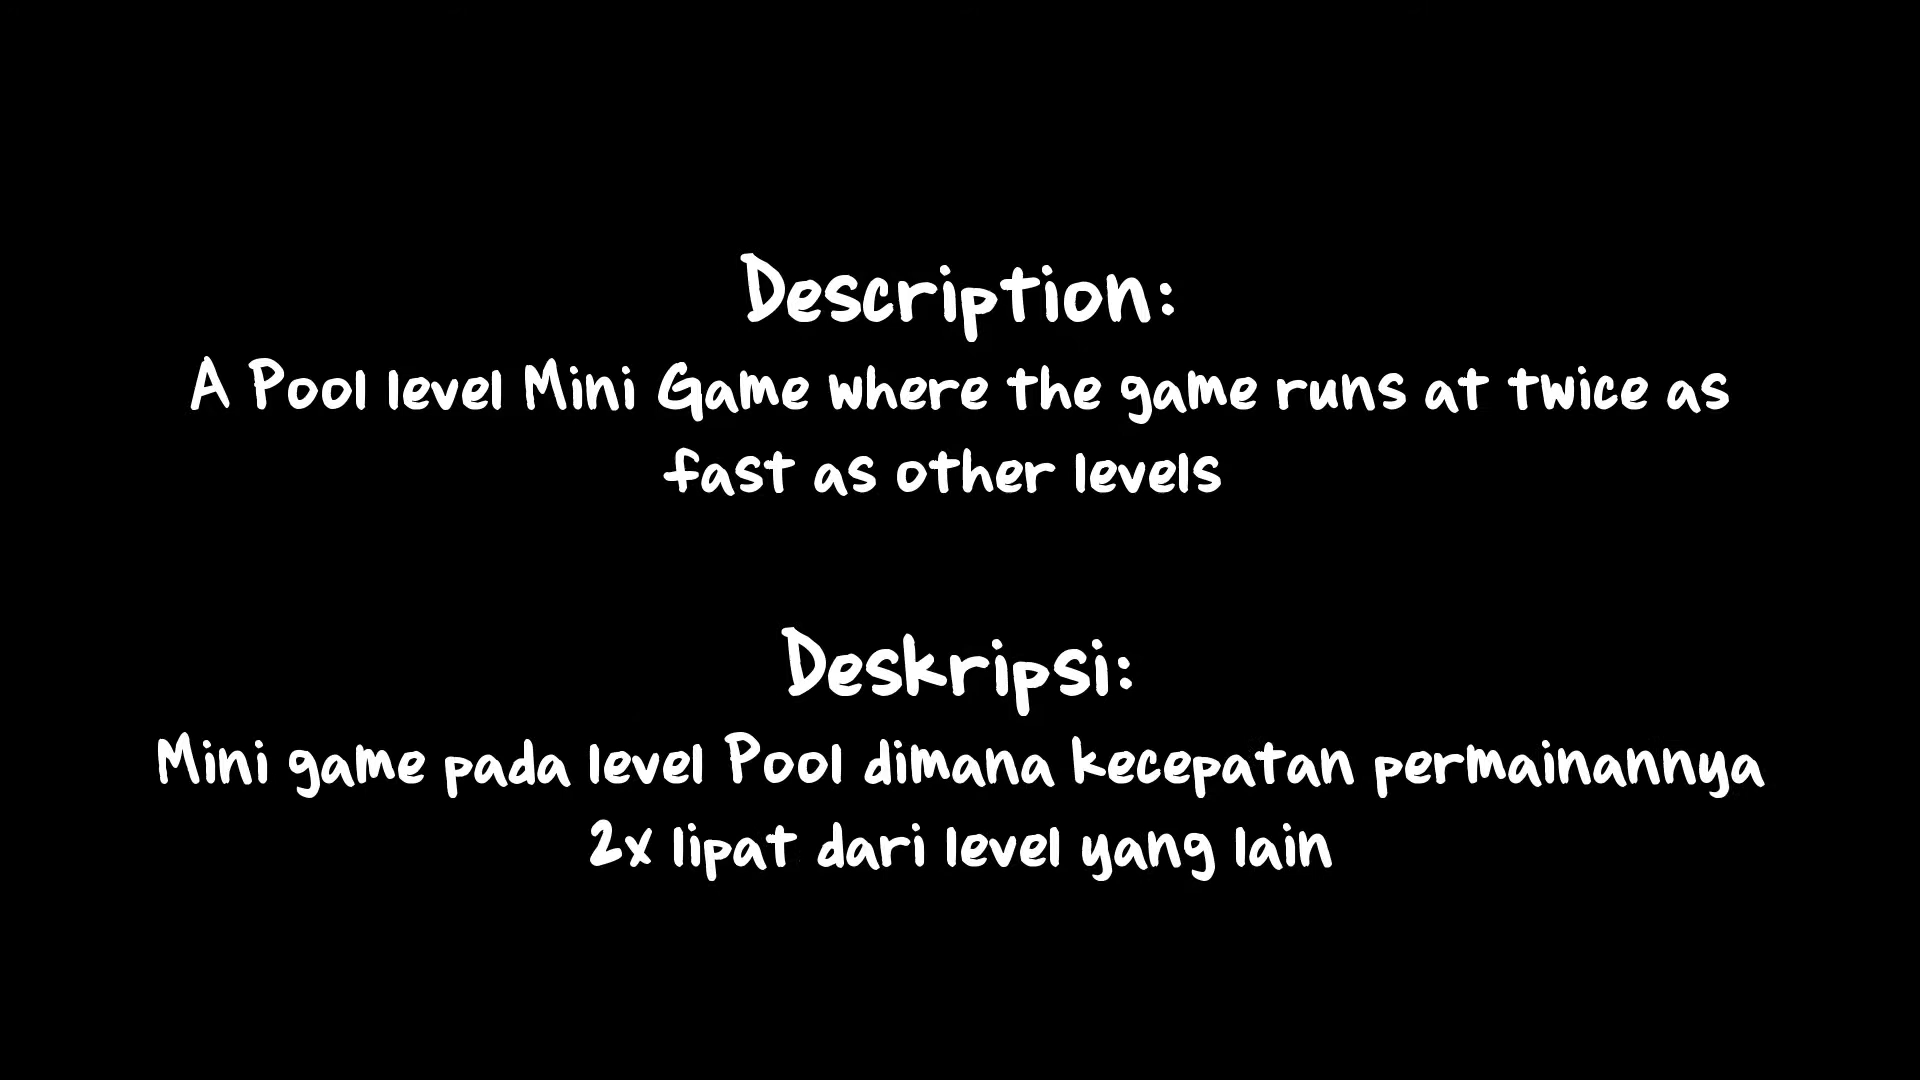 Description:
A Pool level Mini Game where the game runs at twice as
fast as other levels
Deskripsi:
Mini game pada level Pool dimana kecepatan permainannya
2x lipat dari level yang lain